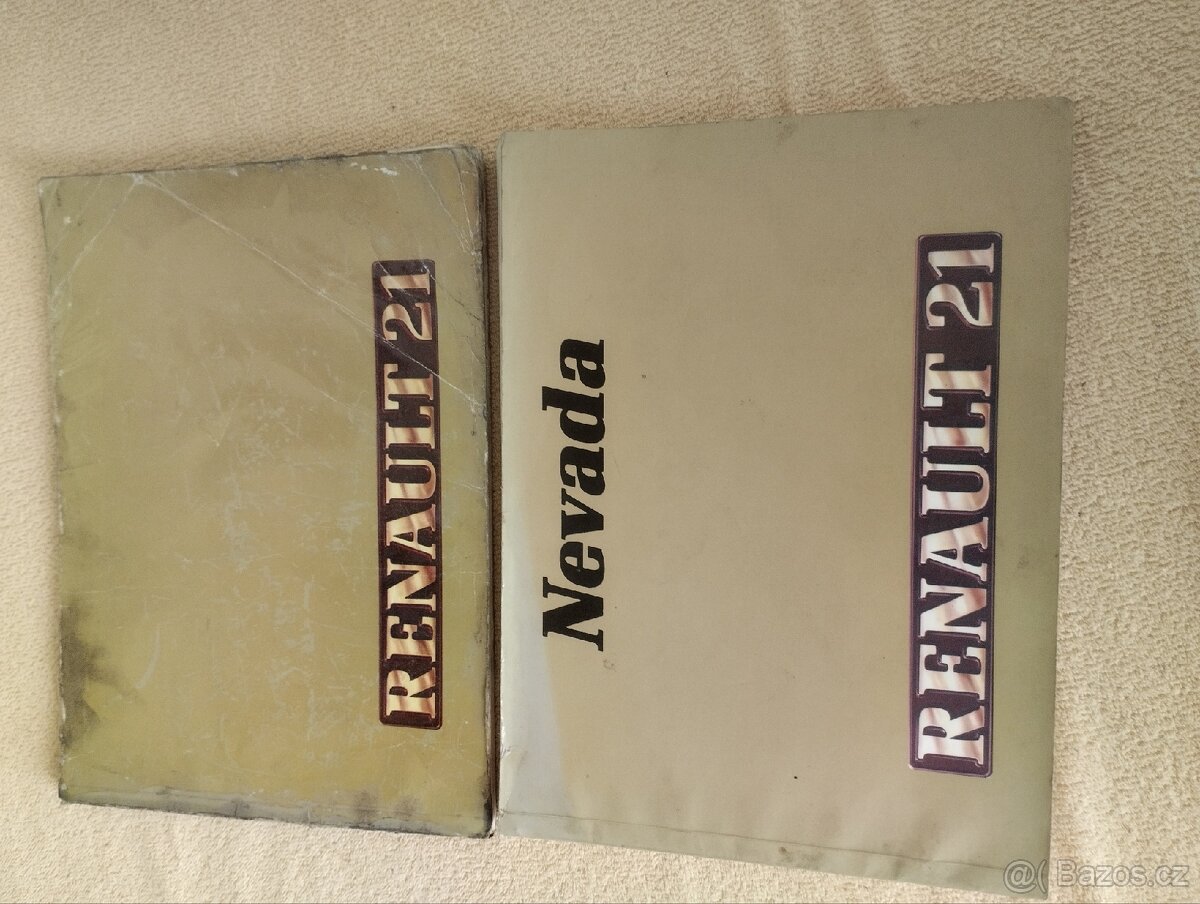 RENAULT 21
Nevada
RENAULT 21
@( Bazos.cz